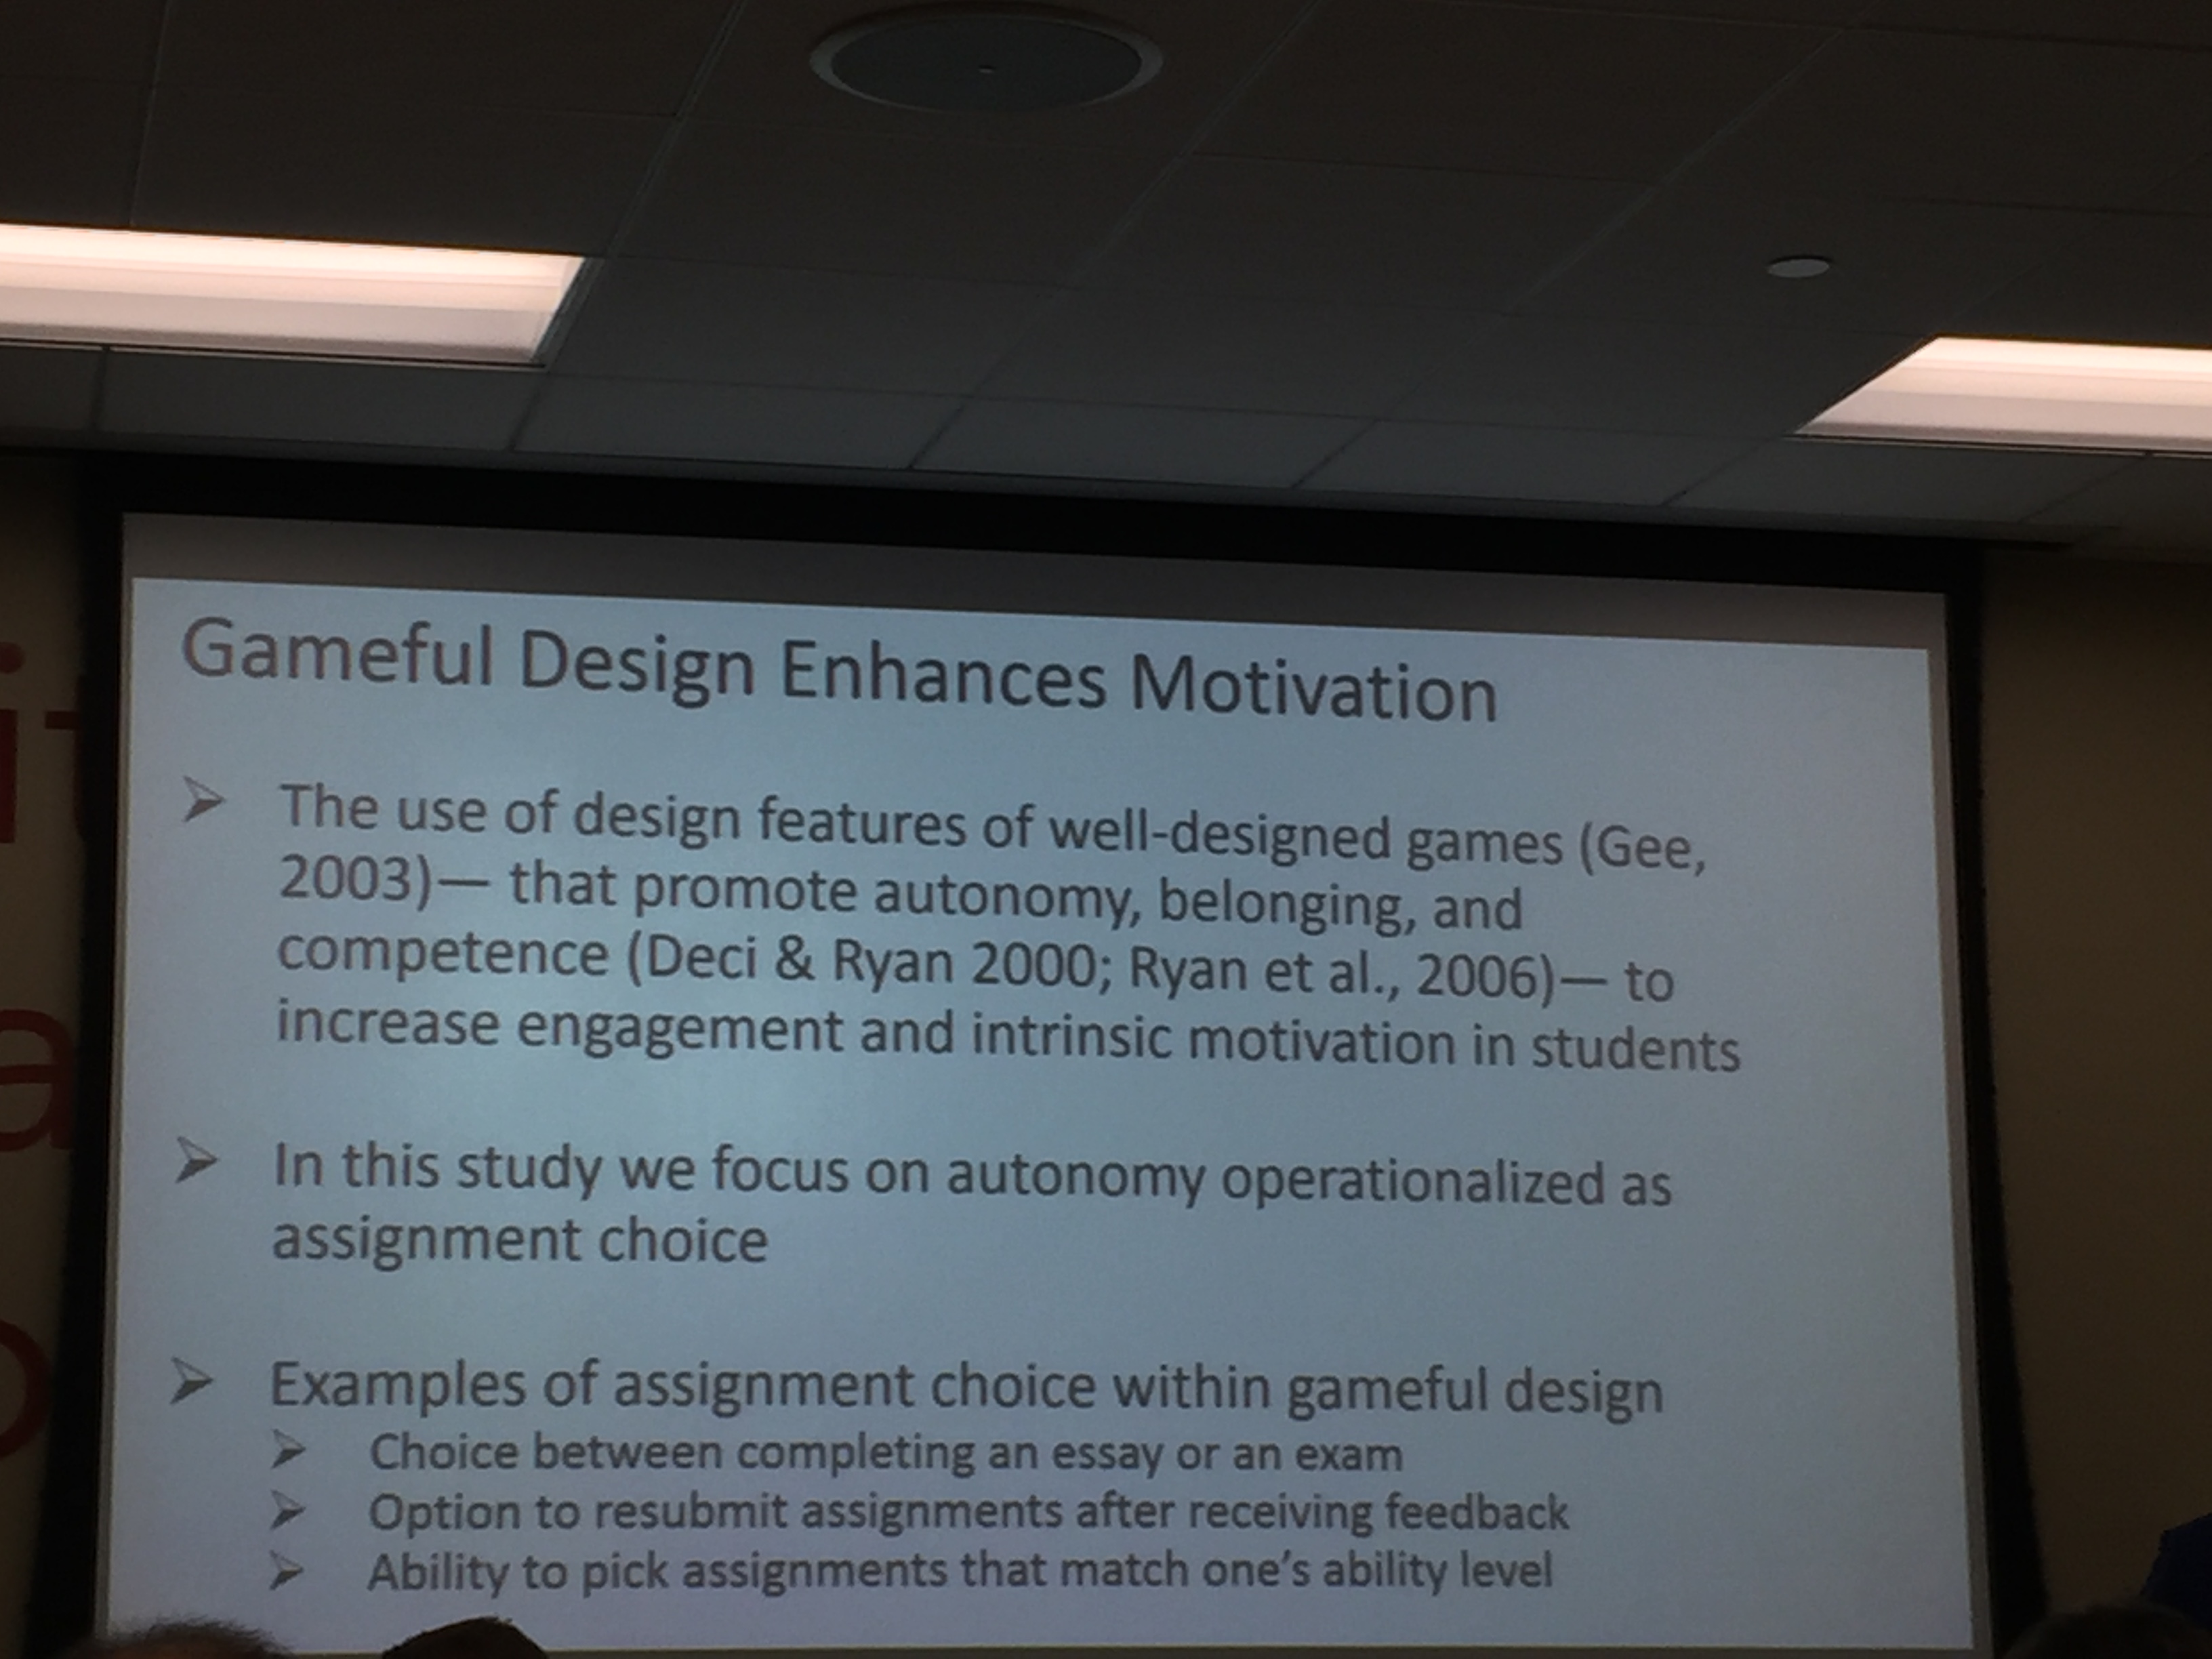 Gameful Design Enhances Motivation
The use of design features of well-designed games (Gee,
2003)— that promote autonomy, belonging, and
competence (Deci & Ryan 2000; Ryan et al., 2006)— to
increase engagement and intrinsic motivation in students
In this study we focus on autonomy operationalized as
assignment choice
Examples of assignment choice within gameful design
Choice between completing an essay or an exam
Option to resubmit assignments after receiving feedback
Ability to pick assignments that match one's ability level